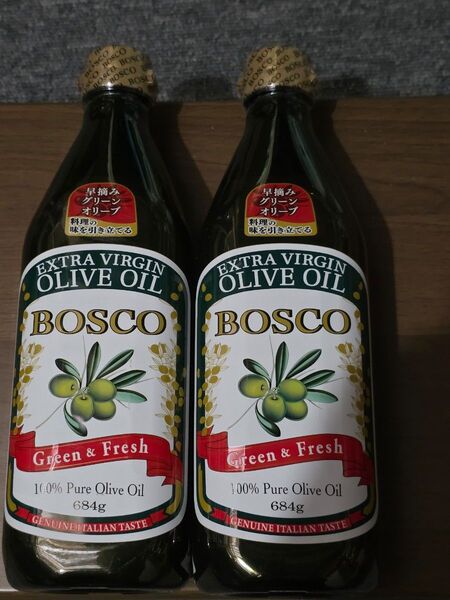 BOSCO BOSCO
早摘み
グリーン
オリーブ
料理の
味を引き立てる
EXTRA VIRGIN
OLIVE OIL
BOSCO
Green & Fresh
100% Pure Olive Oil
684g
GENUINE ITALIAN TASTE
BOSCO BOSCO
早摘み
グリーン
オリーブ
料理の
味を引き立てる
EXTRA VIRGIN
OLIVE OIL
BOSCO
Green & Fresh
100% Pure Olive Oil
684g
GENUINE ITALIAN TASTE